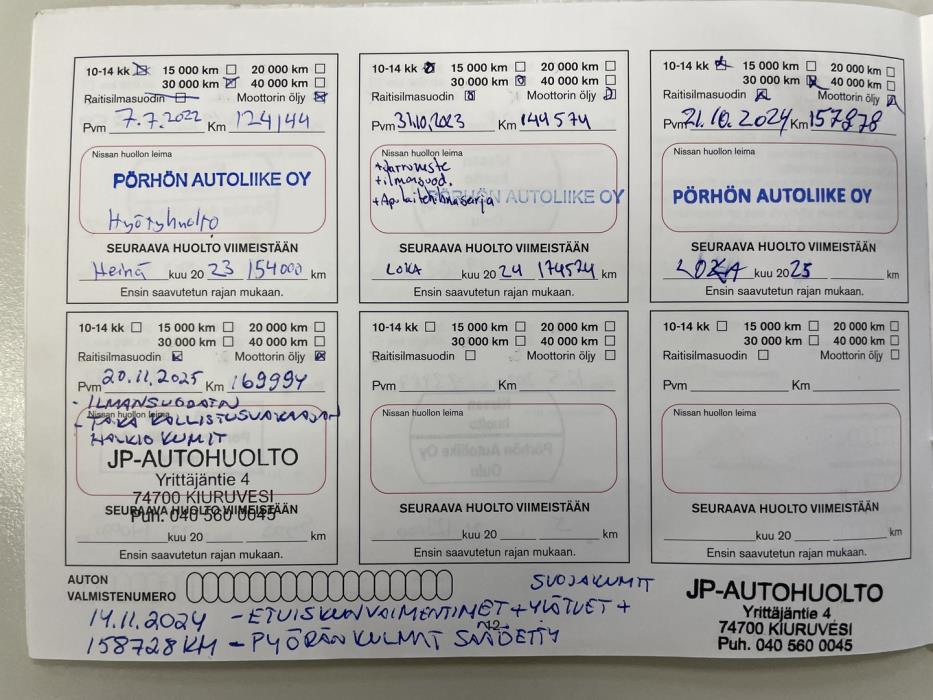 10-14 kk 15 000 km 20 000 km
30 000 km 40 000 km
Raitisilmasuodin Moottorin öljy
Pvm 7.7.2022 Km 124144
Nissan huollon leima
PÖRHÖN AUTOLIIKE OY
Hyötyhuolto
SEURAAVA HUOLTO VIIMEISTÄÄN
Heinä kuu 20 23 154000 km
Ensin saavutetun rajan mukaan.
10-14 kk 15 000 km 20 000 km
30 000 km 40 000 km
Raitisilmasuodin Moottorin öljy
Pvm 31.10.2023 Km 144574
Nissan huollon leima
+Jarruneste
+ilmansuod.
+Ap.laitehihnasarja
PÖRHÖN AUTOLIIKE OY
SEURAAVA HUOLTO VIIMEISTÄÄN
LOKA kuu 20 24 174574 km
Ensin saavutetun rajan mukaan.
10-14 kk 15 000 km 20 000 km
30 000 km 40 000 km
Raitisilmasuodin Moottorin öljy
Pvm 21.10.2024 Km 157878
Nissan huollon leima
PÖRHÖN AUTOLIIKE OY
SEURAAVA HUOLTO VIIMEISTÄÄN
LOKA kuu 20 25 km
Ensin saavutetun rajan mukaan.
10-14 kk 15 000 km 20 000 km
30 000 km 40 000 km
Raitisilmasuodin Moottorin öljy
Pvm 20.11.2025 Km 169994
- ILMANSUODATN
Nissan huollon leima
- TAKA KALLISTUSVAKAAJAN
HALKIO KUMIT
JP-AUTOHUOLTO
Yrittäjäntie 4
74700 KIURUVESI
SEURAAVA HUOLTO VIIMEISTÄÄN
Puh. 040 560 0045
kuu 20 km
Ensin saavutetun rajan mukaan.
10-14 kk 15 000 km 20 000 km
30 000 km 40 000 km
Raitisilmasuodin Moottorin öljy
Pvm Km
Nissan huollon leima
SEURAAVA HUOLTO VIIMEISTÄÄN
kuu 20 km
Ensin saavutetun rajan mukaan.
10-14 kk 15 000 km 20 000 km
30 000 km 40 000 km
Raitisilmasuodin Moottorin öljy
Pvm Km
Nissan huollon leima
SEURAAVA HUOLTO VIIMEISTÄÄN
kuu 20 km
Ensin saavutetun rajan mukaan.
AUTON
VALMISTENUMERO
SUOJAKUMIT
14.11.2024 - ETUISKUNVAIMENTIMET + YLÄTUET +
158728 KM - PYÖRÄNKULMAT SÄÄDETTY
-12-
JP-AUTOHUOLTO
Yrittäjäntie 4
74700 KIURUVESI
Puh. 040 560 0045